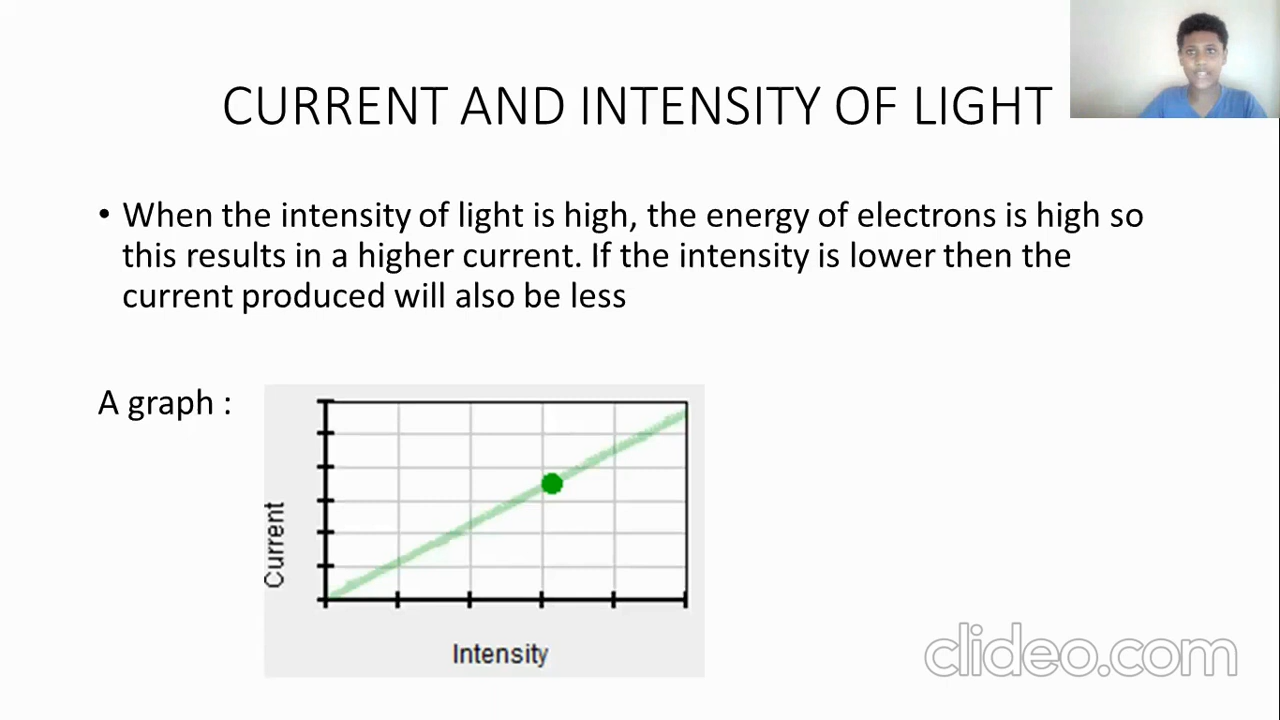 CURRENT AND INTENSITY OF LIGHT
• When the intensity of light is high, the energy of electrons is high so
this results in a higher current. If the intensity is lower then the
current produced will also be less
A graph :
Current
Intensity
clideo.com